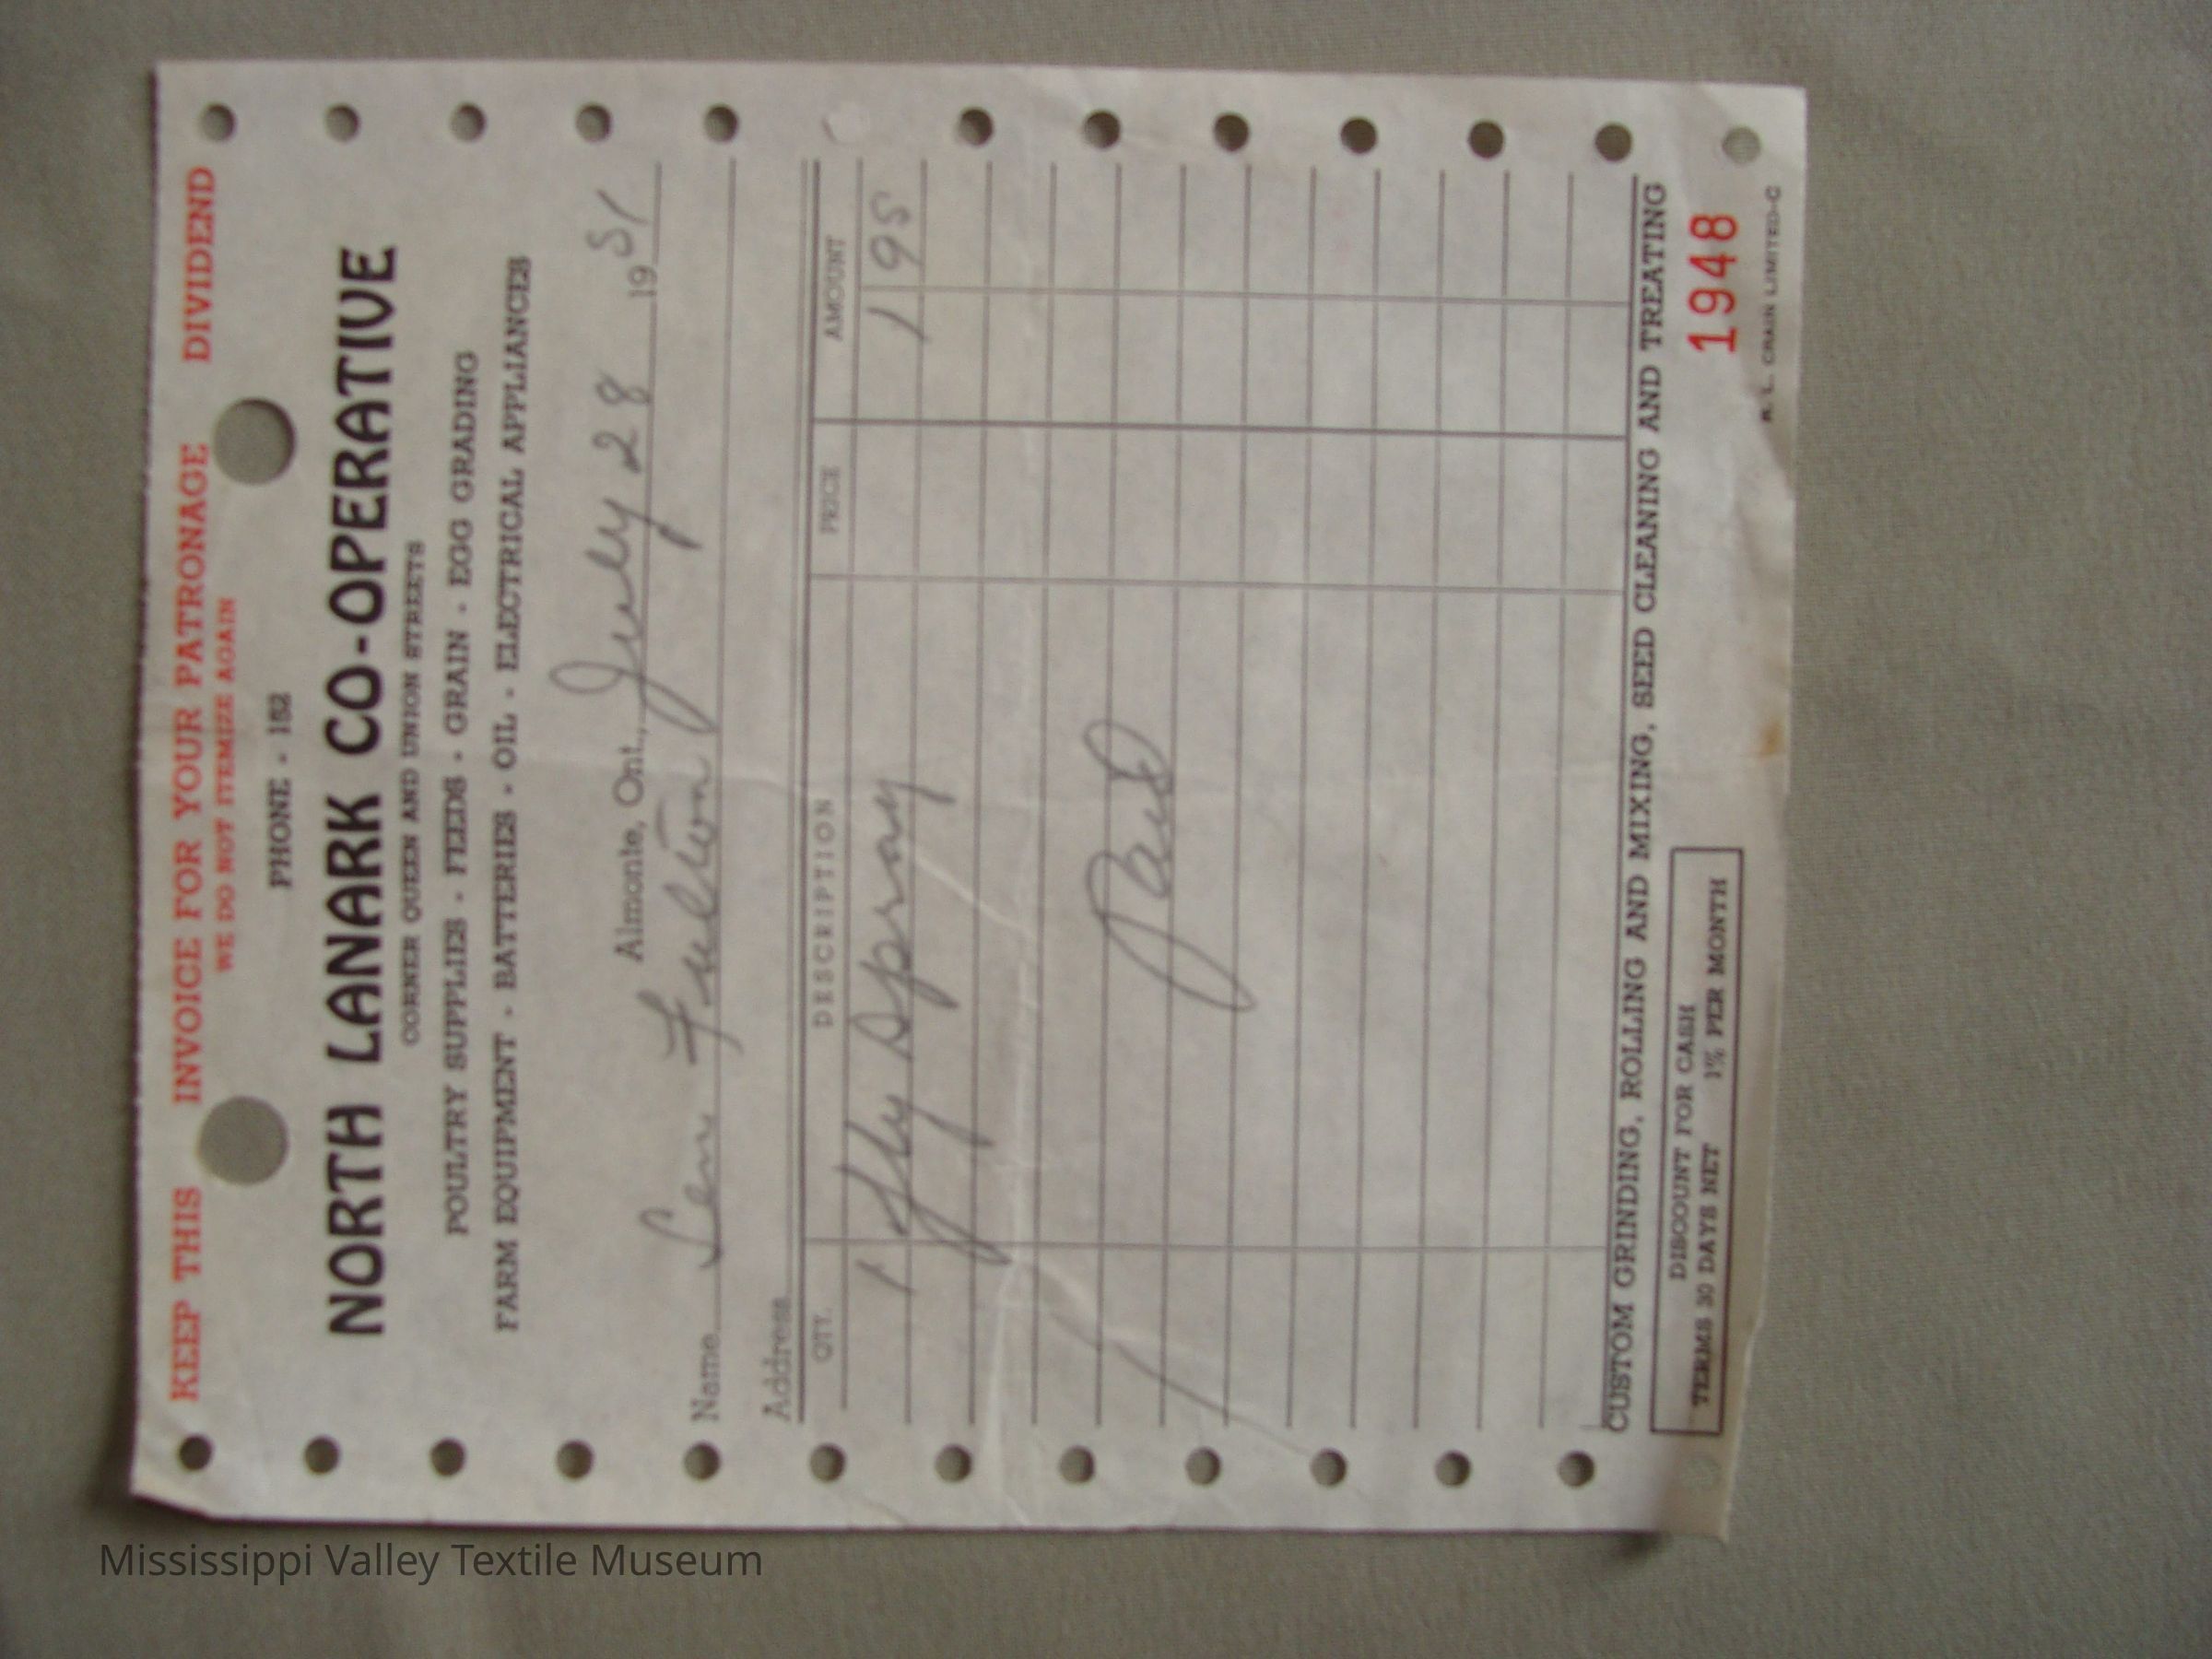 KEEP THIS INVOICE FOR YOUR PATRONAGE DIVIDEND
WE DO NOT ITEMIZE AGAIN
PHONE - 182
NORTH LANARK CO-OPERATIVE
CORNER QUEEN AND UNION STREETS
POULTRY SUPPLIES - FEEDS - GRAIN - EGG GRADING
FARM EQUIPMENT - BATTERIES - OIL - ELECTRICAL APPLIANCES
Almonte, Ont., July 28 1951
Name Len Fulton
Address
QTY. DESCRIPTION PRICE AMOUNT
1 fly spray 1 95
Paid
CUSTOM GRINDING, ROLLING AND MIXING, SEED CLEANING AND TREATING
DISCOUNT FOR CASH
TERMS 30 DAYS NET 1% PER MONTH
1948
R. L. CRAIN LIMITED-C
Mississippi Valley Textile Museum